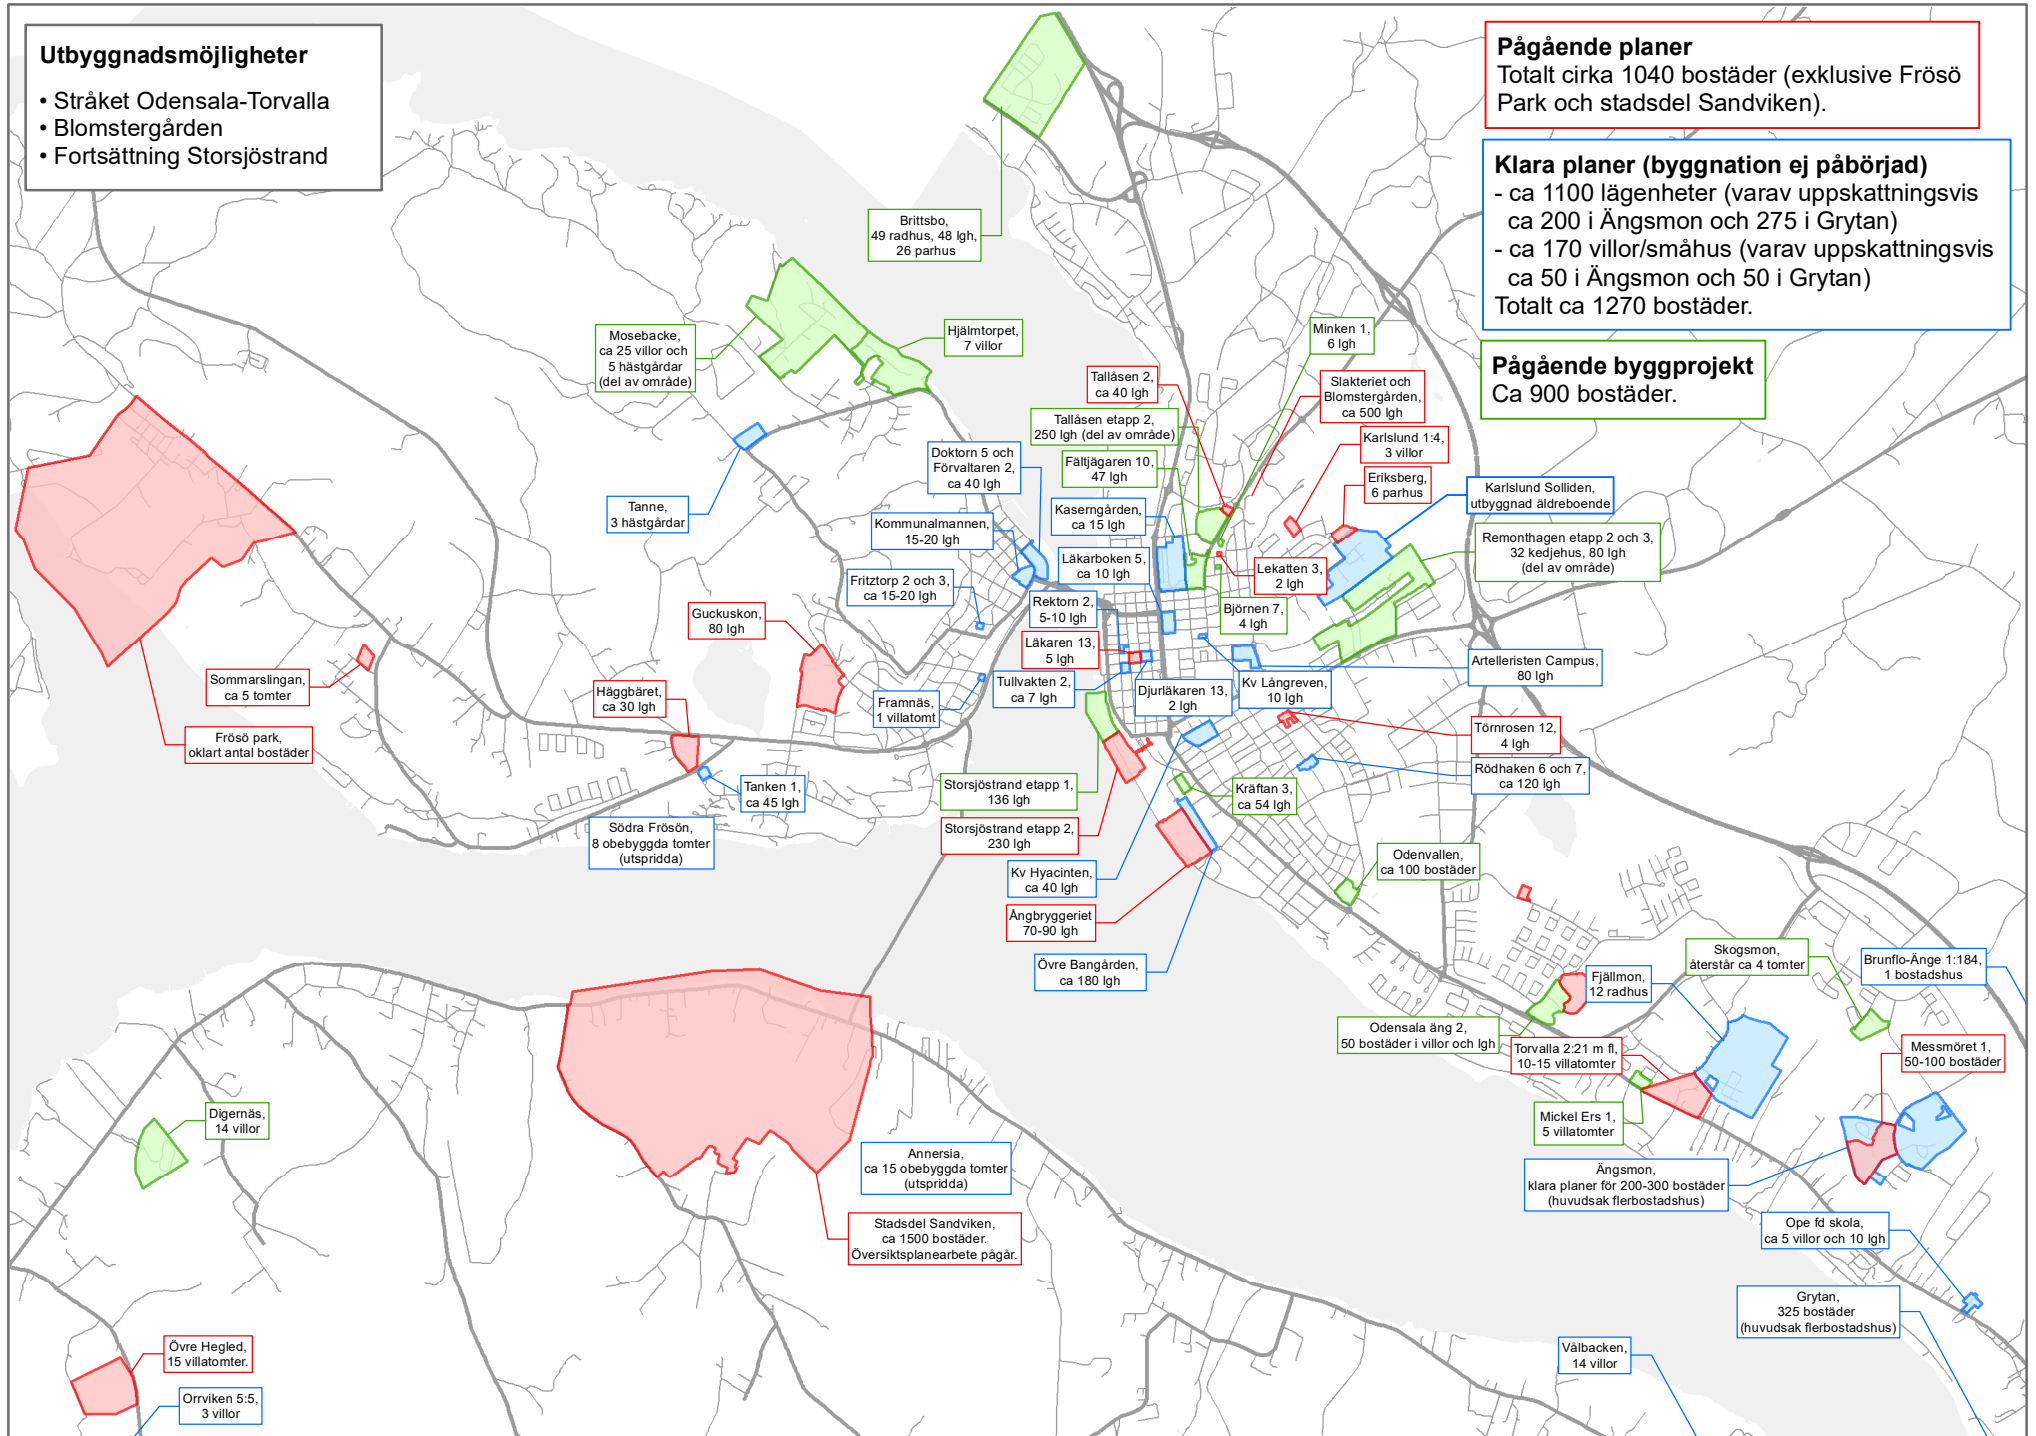 Utbyggnadsmöjligheter
• Stråket Odensala-Torvalla
• Blomstergården
• Fortsättning Storsjöstrand
Pågående planer
Totalt cirka 1040 bostäder (exklusive Frösö
Park och stadsdel Sandviken).
Klara planer (byggnation ej påbörjad)
- ca 1100 lägenheter (varav uppskattningsvis
ca 200 i Ängsmon och 275 i Grytan)
- ca 170 villor/småhus (varav uppskattningsvis
ca 50 i Ängsmon och 50 i Grytan)
Totalt ca 1270 bostäder.
Pågående byggprojekt
Ca 900 bostäder.
Brittsbo,
49 radhus, 48 lgh,
26 parhus
Mosebacke,
ca 25 villor och
5 hästgårdar
(del av område)
Hjälmtorpet,
7 villor
Minken 1,
6 lgh
Tallåsen 2,
ca 40 lgh
Slakteriet och
Blomstergården,
ca 500 lgh
Tallåsen etapp 2,
250 lgh (del av område)
Karlslund 1:4,
3 villor
Doktorn 5 och
Förvaltaren 2,
ca 40 lgh
Fältjägaren 10,
47 lgh
Eriksberg,
6 parhus
Karlslund Solliden,
utbyggnad äldreboende
Tanne,
3 hästgårdar
Kommunalmannen,
15-20 lgh
Kaserngården,
ca 15 lgh
Remonthagen etapp 2 och 3,
32 kedjehus, 80 lgh
(del av område)
Läkarboken 5,
ca 10 lgh
Lekatten 3,
2 lgh
Fritztorp 2 och 3,
ca 15-20 lgh
Rektorn 2,
5-10 lgh
Björnen 7,
4 lgh
Guckuskon,
80 lgh
Läkaren 13,
5 lgh
Artelleristen Campus,
80 lgh
Sommarslingan,
ca 5 tomter
Häggbäret,
ca 30 lgh
Framnäs,
1 villatomt
Tullvakten 2,
ca 7 lgh
Djurläkaren 13,
2 lgh
Kv Långreven,
10 lgh
Frösö park,
oklart antal bostäder
Törnrosen 12,
4 lgh
Tanken 1,
ca 45 lgh
Storsjöstrand etapp 1,
136 lgh
Kräftan 3,
ca 54 lgh
Rödhaken 6 och 7,
ca 120 lgh
Södra Frösön,
8 obebyggda tomter
(utspridda)
Storsjöstrand etapp 2,
230 lgh
Kv Hyacinten,
ca 40 lgh
Odenvallen,
ca 100 bostäder
Ångbryggeriet
70-90 lgh
Övre Bangården,
ca 180 lgh
Skogsmon,
återstår ca 4 tomter
Brunflo-Änge 1:184,
1 bostadshus
Fjällmon,
12 radhus
Odensala äng 2,
50 bostäder i villor och lgh
Torvalla 2:21 m fl,
10-15 villatomter
Messmöret 1,
50-100 bostäder
Digernäs,
14 villor
Mickel Ers 1,
5 villatomter
Annersia,
ca 15 obebyggda tomter
(utspridda)
Ängsmon,
klara planer för 200-300 bostäder
(huvudsak flerbostadshus)
Stadsdel Sandviken,
ca 1500 bostäder.
Översiktsplanearbete pågår.
Ope fd skola,
ca 5 villor och 10 lgh
Grytan,
325 bostäder
(huvudsak flerbostadshus)
Övre Hegled,
15 villatomter.
Vålbacken,
14 villor
Orrviken 5:5,
3 villor